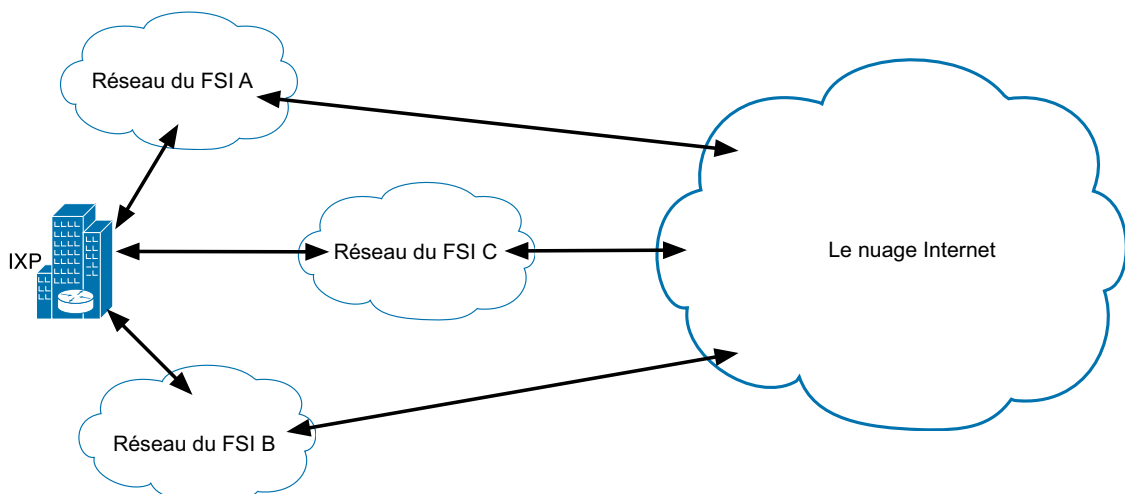 Réseau du FSI A
IXP
Réseau du FSI C
Le nuage Internet
Réseau du FSI B